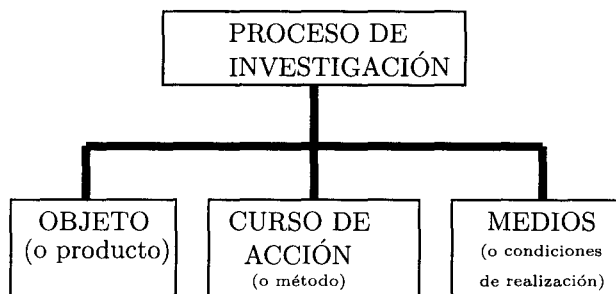 PROCESO DE
INVESTIGACIÓN
OBJETO
(o producto)
CURSO DE
ACCIÓN
(o método)
MEDIOS
(o condiciones
de realización)